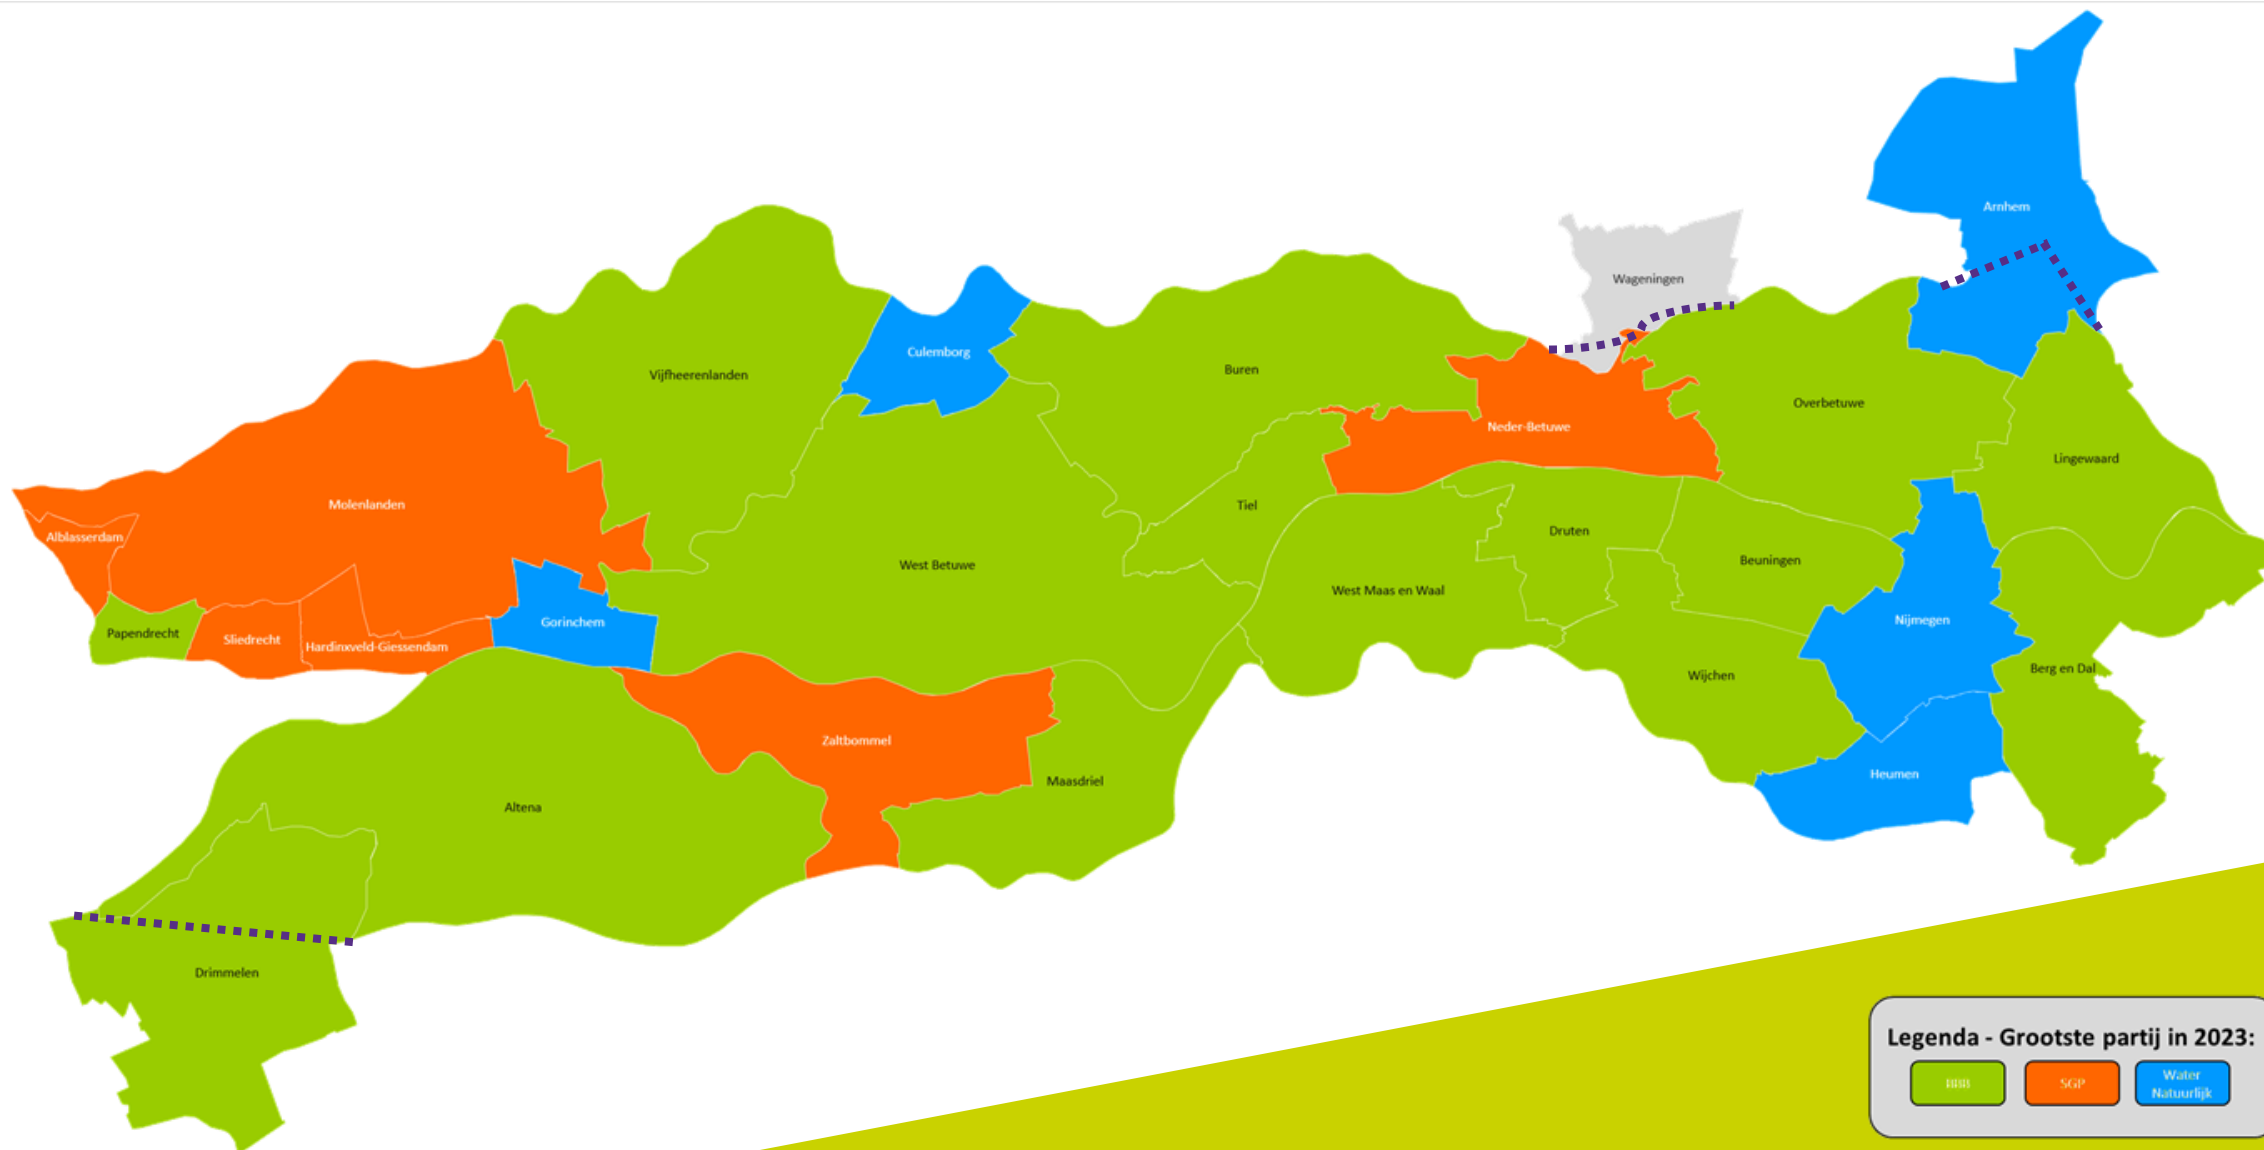 Arnhem
Wageningen
Culemborg
Vijfheerenlanden
Buren
Overbetuwe
Neder-Betuwe
Lingewaard
Molenlanden
Tiel
Alblasserdam
Druten
Beuningen
West Betuwe
West Maas en Waal
Gorinchem
Nijmegen
Papendrecht
Sliedrecht
Hardinxveld-Giessendam
Berg en Dal
Wijchen
Zaltbommel
Heumen
Maasdriel
Altena
Drimmelen
Legenda - Grootste partij in 2023:
BBB
SGP
Water
Natuurlijk